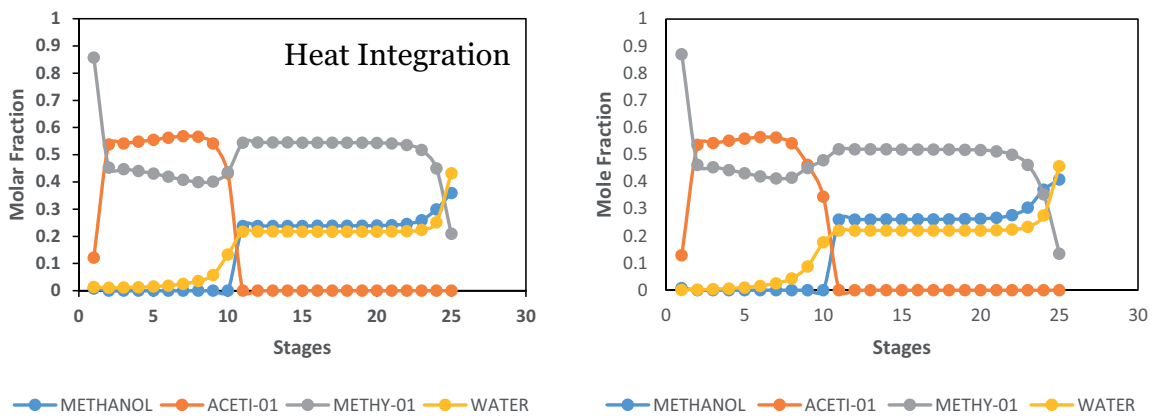 Heat Integration
Molar Fraction
1
0.9
0.8
0.7
0.6
0.5
0.4
0.3
0.2
0.1
0
0 5 10 15 20 25 30
Stages
METHANOL ACETI-01 METHY-01 WATER
Mole Fraction
1
0.9
0.8
0.7
0.6
0.5
0.4
0.3
0.2
0.1
0
0 5 10 15 20 25 30
Stages
METHANOL ACETI-01 METHY-01 WATER